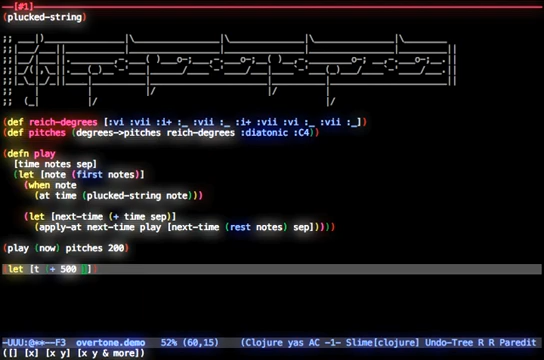 [#1]
(plucked-string)
(def reich-degrees [:vi :vii :i+ :_ :vii :_ :i+ :vii :vi :_ :vii :_])
(def pitches (degrees->pitches reich-degrees :diatonic :C4))
(defn play
[time notes sep]
(let [note (first notes)]
(when note
(at time (plucked-string note)))
(let [next-time (+ time sep)]
(apply-at next-time play [next-time (rest notes) sep]))))
(play (now) pitches 200)
(let [t (+ 500 )])
-UUU:@**--F3 overtone.demo 52% (60,15) (Clojure yas AC -1- Slime[clojure] Undo-Tree R R Paredit
([] [x] [x y] [x y & more])